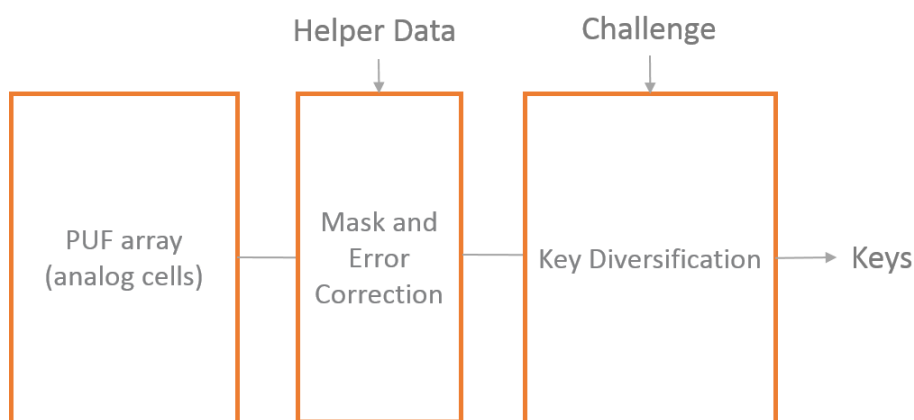 Helper Data
Challenge
PUF array
(analog cells)
Mask and
Error
Correction
Key Diversification
Keys